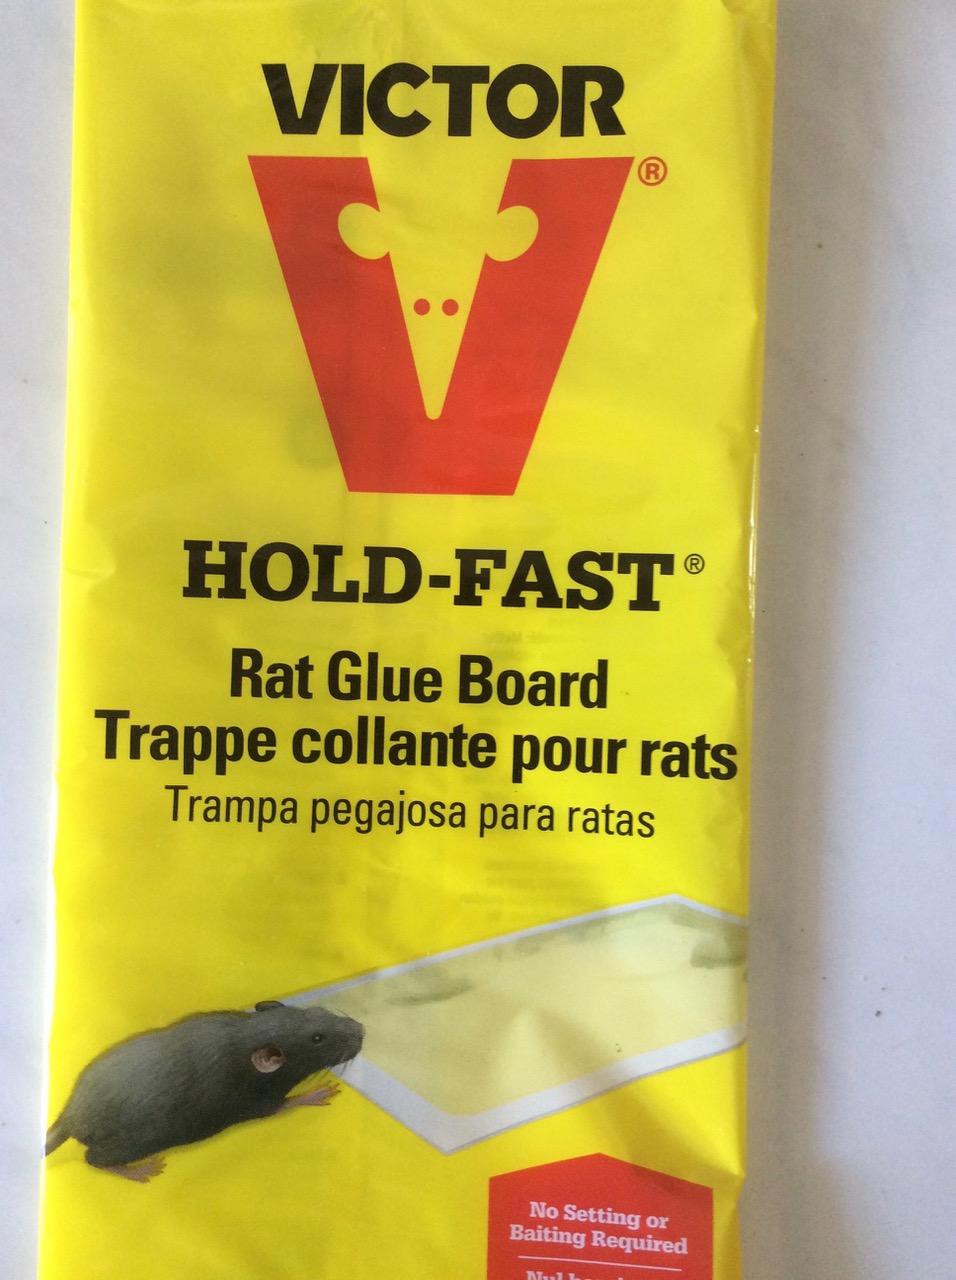 VICTOR
®
HOLD-FAST®
Rat Glue Board
Trappe collante pour rats
Trampa pegajosa para ratas
No Setting or
Baiting Required